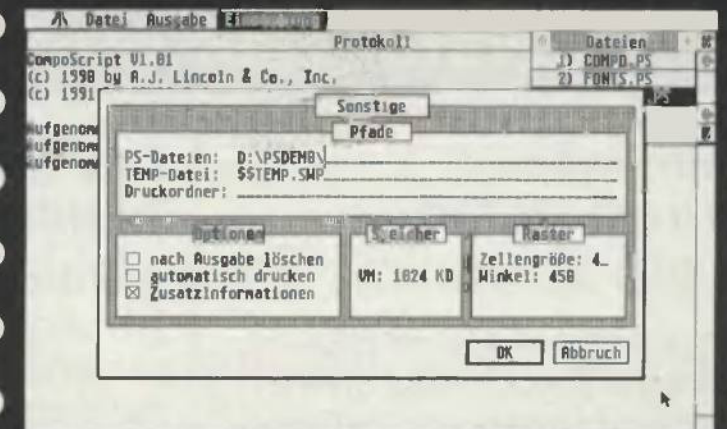 Datei Ausgabe
Protokoll
Dateien
CompoScript V1.01
(c) 1990 by A.J. Lincoln & Co., Inc.
(c) 1991
1) COMPO.PS
2) FONTS.PS
Sonstige
Pfade
PS-Dateien: D:\PSDEMO\
TEMP-Datei: $$TEMP.SWP
Druckordner:
Optionen
nach Ausgabe löschen
automatisch drucken
Zusatzinformationen
Speicher
VM: 1024 KB
Raster
Zellengröße: 4
Winkel: 450
OK
Abbruch